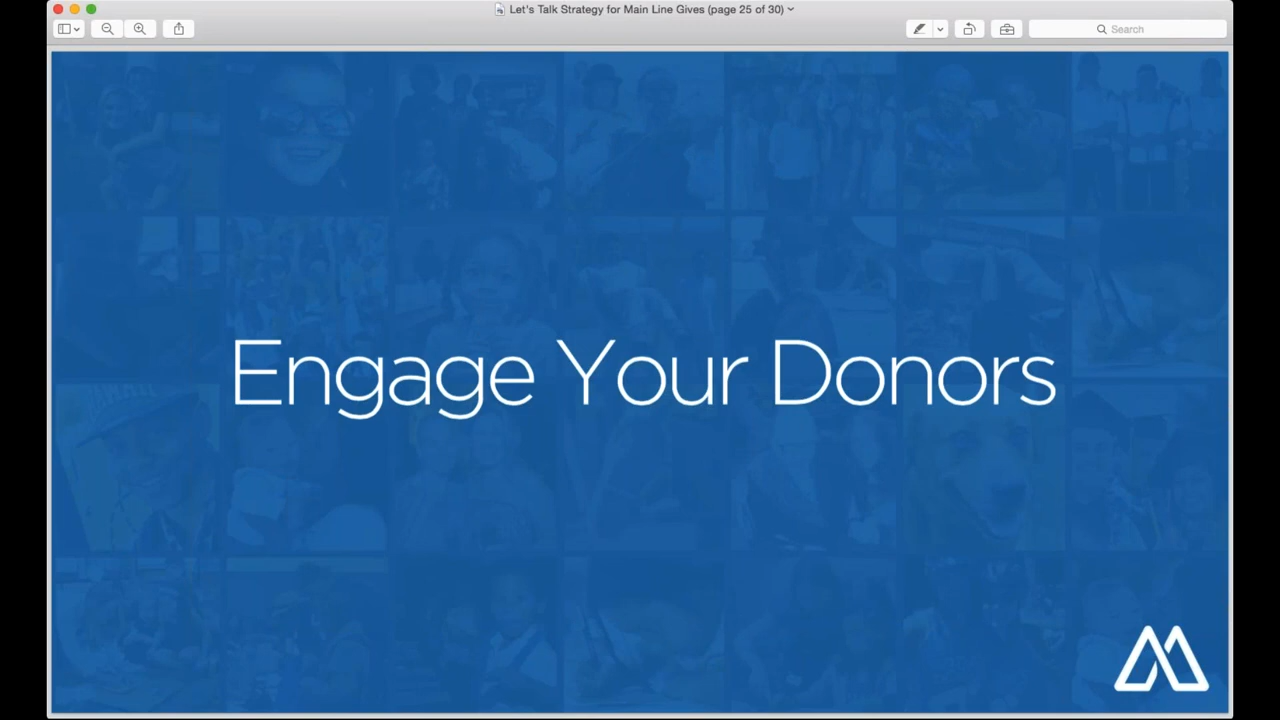 Let's Talk Strategy for Main Line Gives (page 25 of 30)
Search
Engage Your Donors